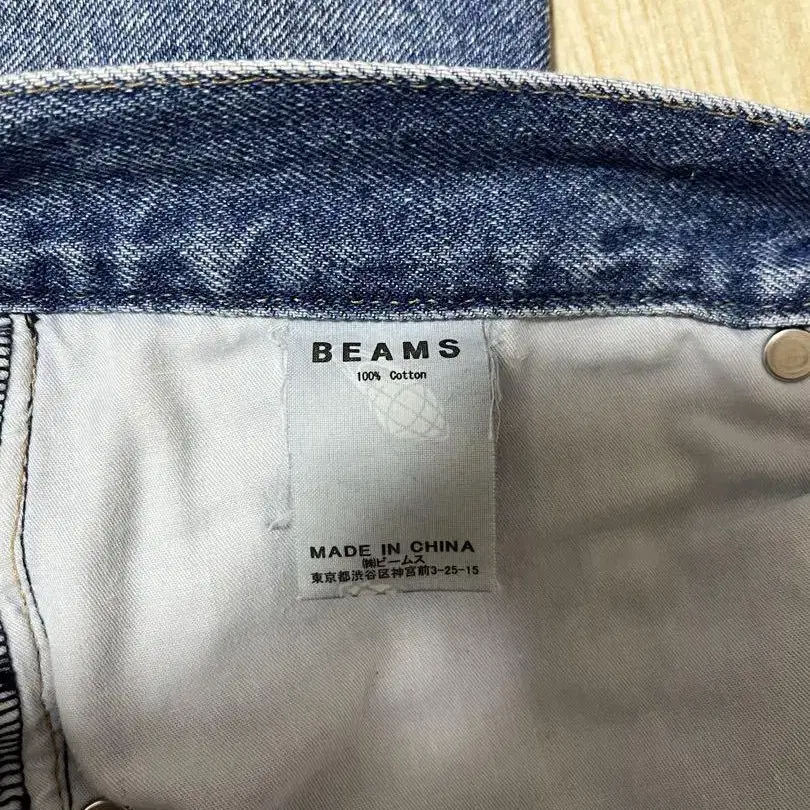 BEAMS
100% Cotton
MADE IN CHINA
㈱ビームス
東京都渋谷区神宮前3-25-15